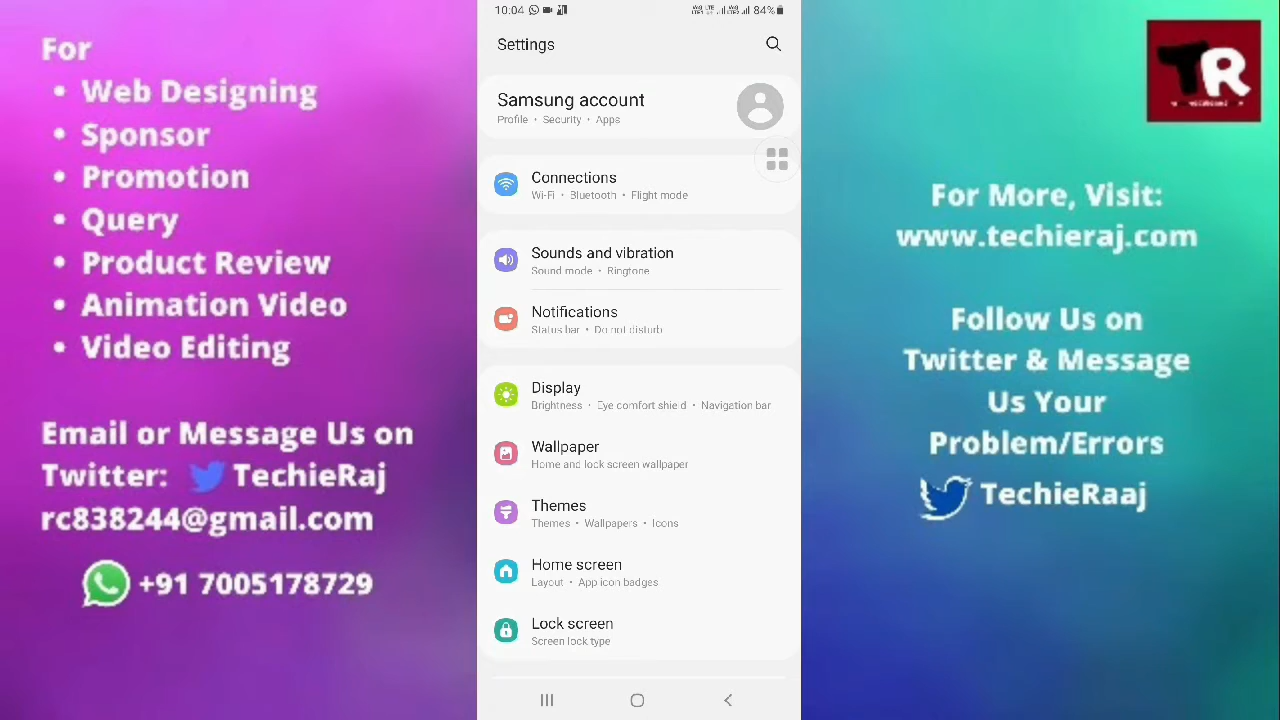 For
• Web Designing
• Sponsor
• Promotion
• Query
• Product Review
• Animation Video
• Video Editing
Email or Message Us on
Twitter: TechieRaj
rc838244@gmail.com
+91 7005178729
10:04
84%
Settings
Samsung account
Profile • Security • Apps
Connections
Wi-Fi • Bluetooth • Flight mode
Sounds and vibration
Sound mode • Ringtone
Notifications
Status bar • Do not disturb
Display
Brightness • Eye comfort shield • Navigation bar
Wallpaper
Home and lock screen wallpaper
Themes
Themes • Wallpapers • Icons
Home screen
Layout • App icon badges
Lock screen
Screen lock type
TR
For More, Visit:
www.techieraj.com
Follow Us on
Twitter & Message
Us Your
Problem/Errors
TechieRaaj